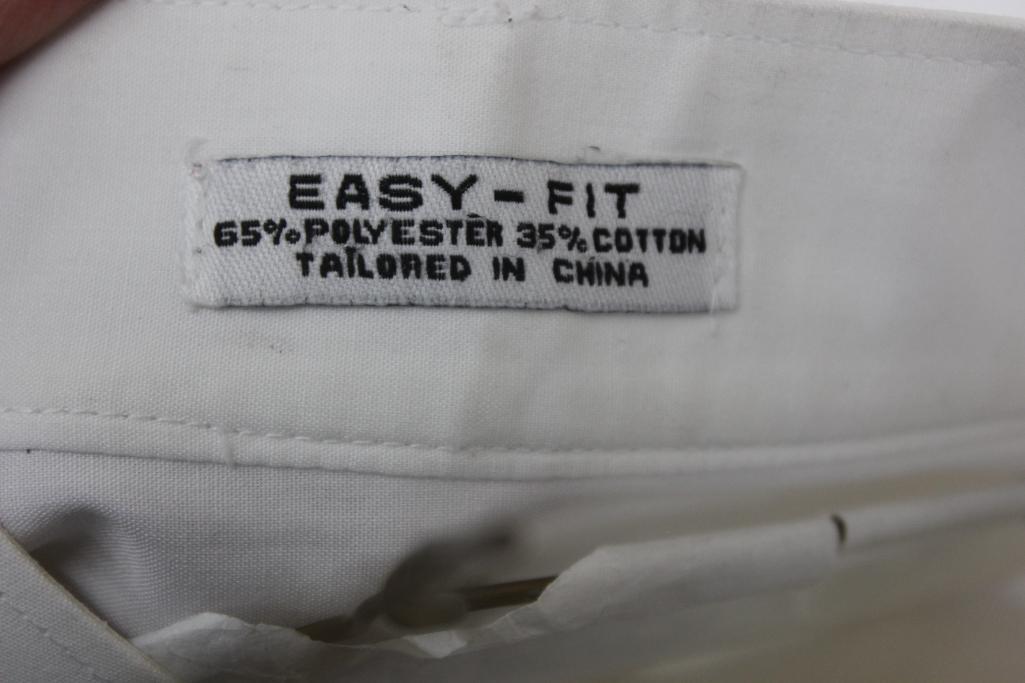 EASY-FIT
65% POLYESTER 35% COTTON
TAILORED IN CHINA